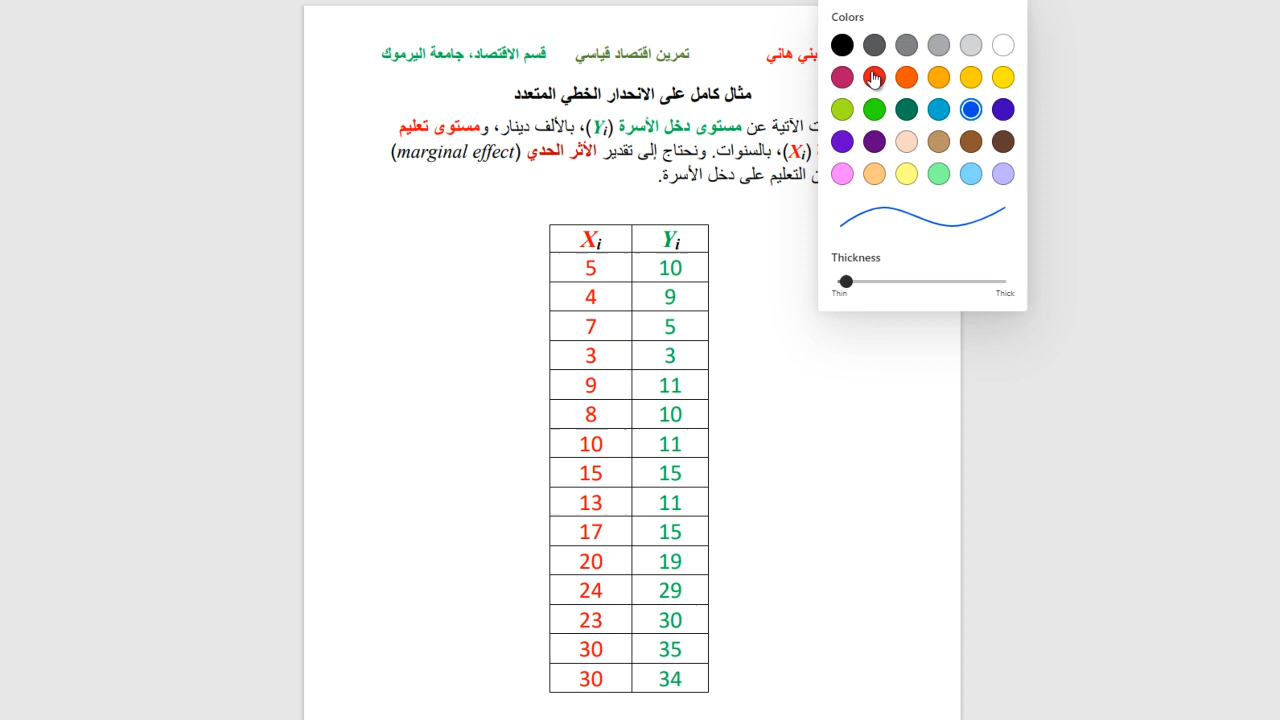 بني هاني    تمرين اقتصاد قياسي    قسم الاقتصاد، جامعة اليرموك
مثال كامل على الانحدار الخطي المتعدد
الآتية عن مستوى دخل الأسرة (Yi)، بالألف دينار، ومستوى تعليم
(Xi)، بالسنوات. ونحتاج إلى تقدير الأثر الحدي (marginal effect)
التعليم على دخل الأسرة.
Xi Yi
5 10
4 9
7 5
3 3
9 11
8 10
10 11
15 15
13 11
17 15
20 19
24 29
23 30
30 35
30 34
Colors
Thickness
Thin Thick